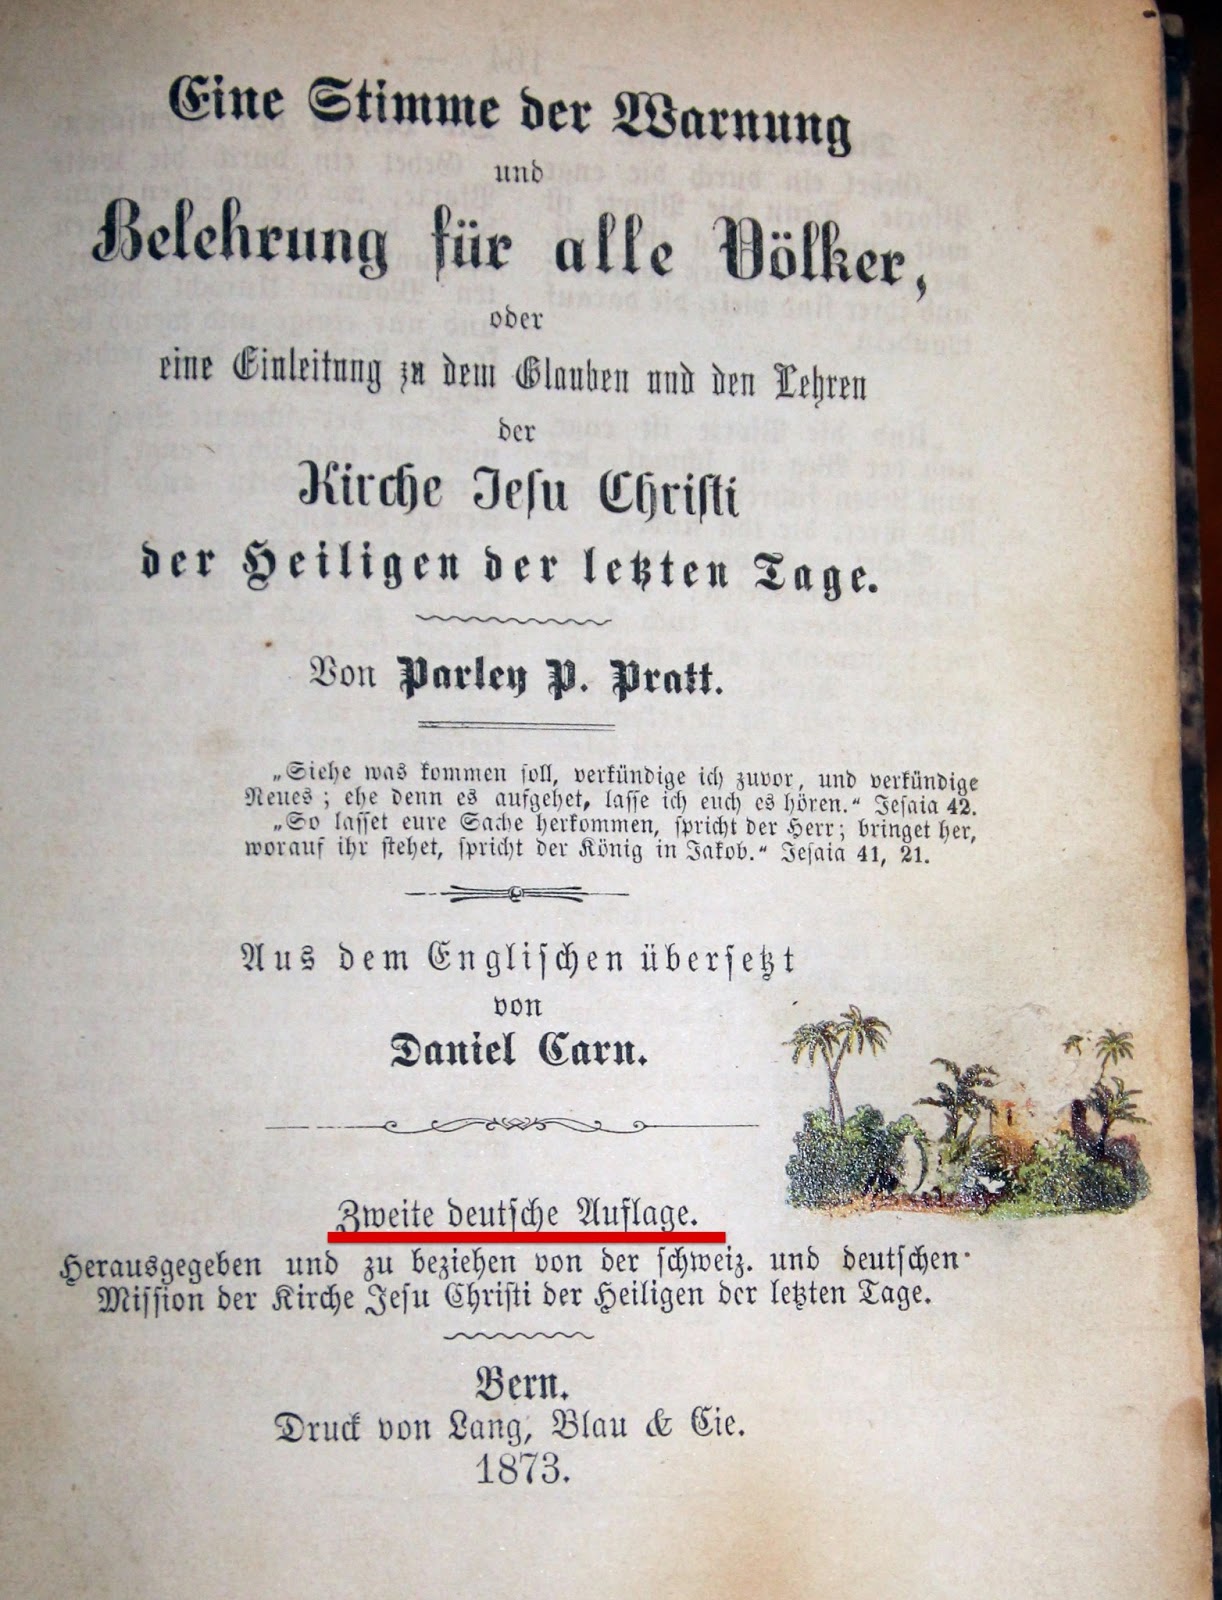 Eine Stimme der Warnung
und
Belehrung für alle Völker,
oder
eine Einleitung zu dem Glauben und den Lehren
der
Kirche Jesu Christi
der Heiligen der letzten Tage.
Von Parley P. Pratt.
„Siehe was kommen soll, verkündige ich zuvor, und verkündige
Neues; ehe denn es aufgehet, lasse ich euch es hören.“ Jesaia 42.
„So lasset eure Sache herkommen, spricht der Herr; bringet her,
worauf ihr stehet, spricht der König in Jakob.“ Jesaia 41, 21.
Aus dem Englischen übersetzt
von
Daniel Carn.
Zweite deutsche Auflage.
Herausgegeben und zu beziehen von der schweiz. und deutschen
Mission der Kirche Jesu Christi der Heiligen der letzten Tage.
Bern.
Druck von Lang, Blau & Cie.
1873.